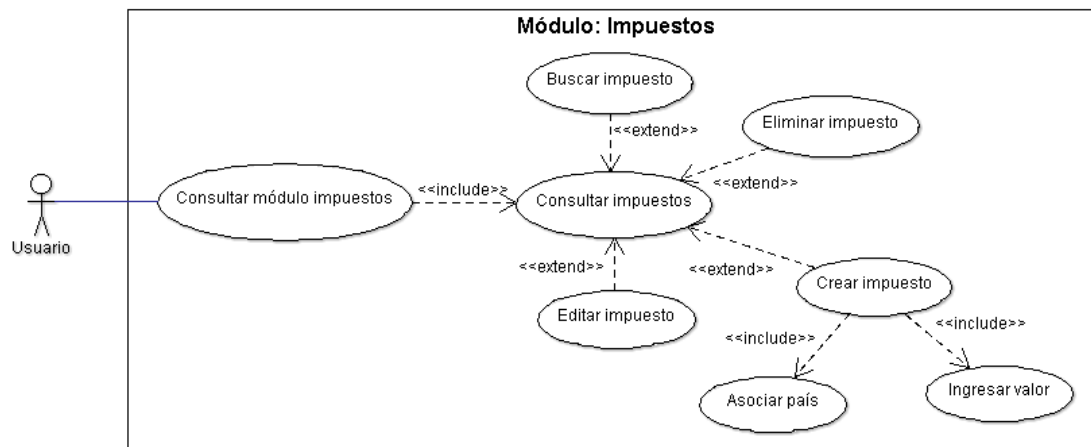 Módulo: Impuestos
Buscar impuesto
Eliminar impuesto
<<extend>>
<<extend>>
Consultar módulo impuestos
<<include>>
Consultar impuestos
Usuario
<<extend>>
<<extend>>
Crear impuesto
Editar impuesto
<<include>>
<<include>>
Asociar país
Ingresar valor